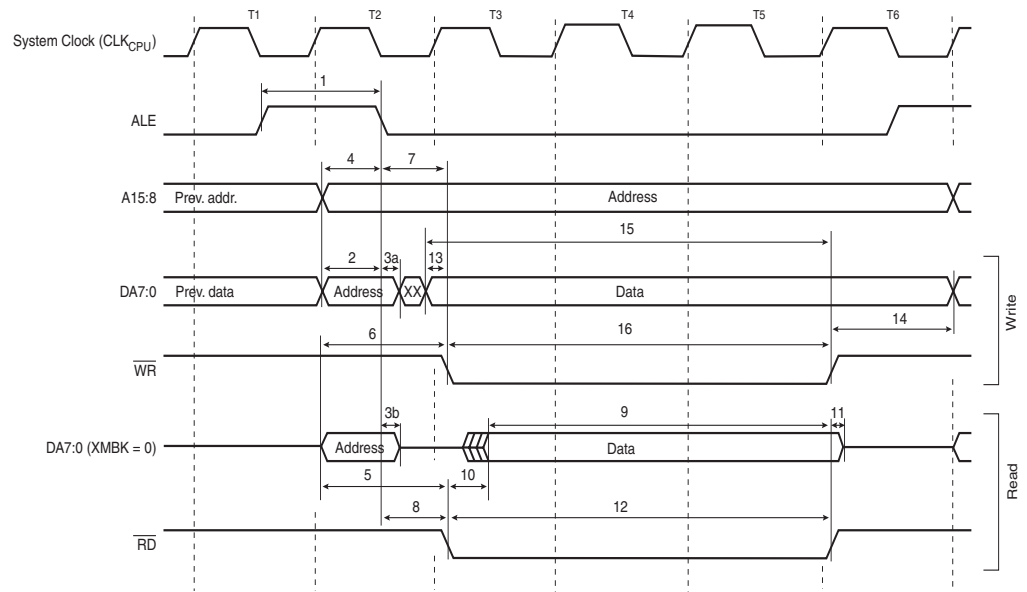 T1 T2 T3 T4 T5 T6
System Clock (CLKCPU)
1
ALE
4 7
A15:8 Prev. addr. Address
15
2 3a 13
DA7:0 Prev. data Address XX Data
14
6 16
WR
Write
3b 9 11
DA7:0 (XMBK = 0) Address Data
5 10
8 12
RD
Read